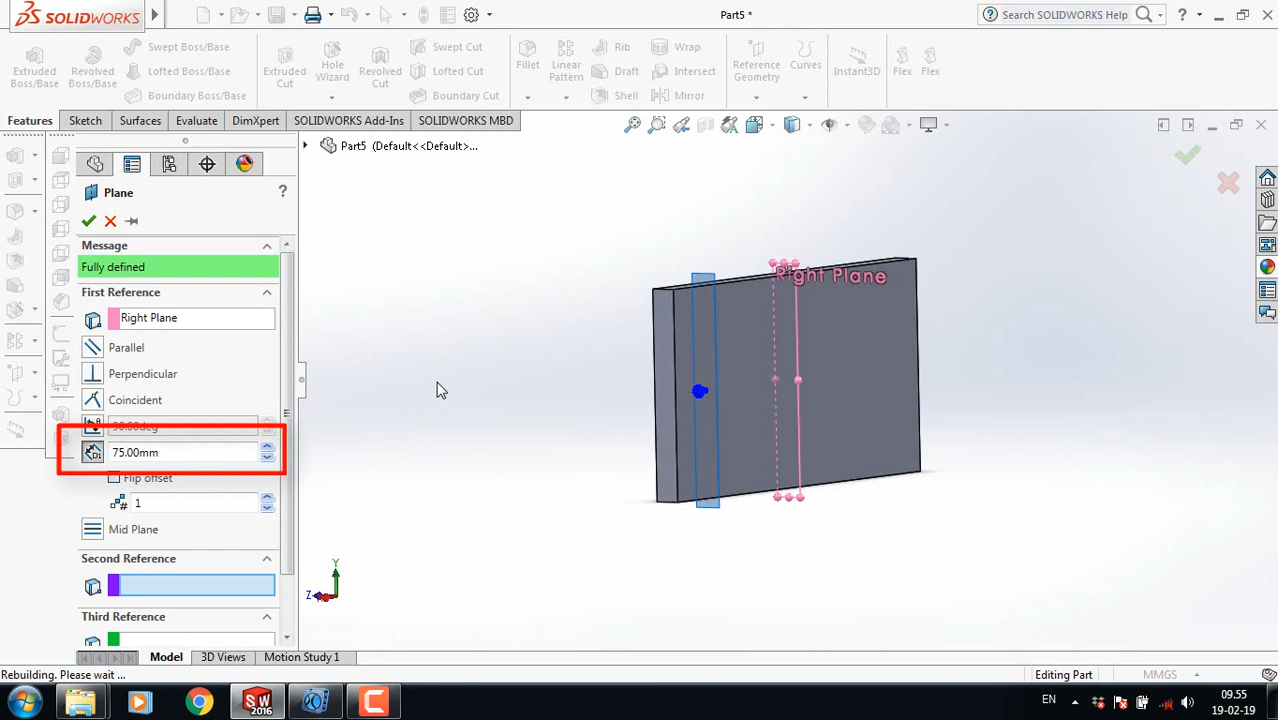 SOLIDWORKS
Part5 *
Search SOLIDWORKS Help
Extruded Boss/Base
Revolved Boss/Base
Swept Boss/Base
Lofted Boss/Base
Boundary Boss/Base
Extruded Cut
Hole Wizard
Revolved Cut
Swept Cut
Lofted Cut
Boundary Cut
Fillet
Linear Pattern
Rib
Draft
Shell
Wrap
Intersect
Mirror
Reference Geometry
Curves
Instant3D
Flex
Flex
Features
Sketch
Surfaces
Evaluate
DimXpert
SOLIDWORKS Add-Ins
SOLIDWORKS MBD
Part5 (Default<<Default>...
Plane
?
Message
Fully defined
First Reference
Right Plane
Parallel
Perpendicular
Coincident
90.00deg
75.00mm
Flip offset
1
Mid Plane
Second Reference
Third Reference
Right Plane
Y
Z
Model
3D Views
Motion Study 1
Rebuilding. Please wait ...
Editing Part
MMGS
SW
2016
EN
09.55
19-02-19